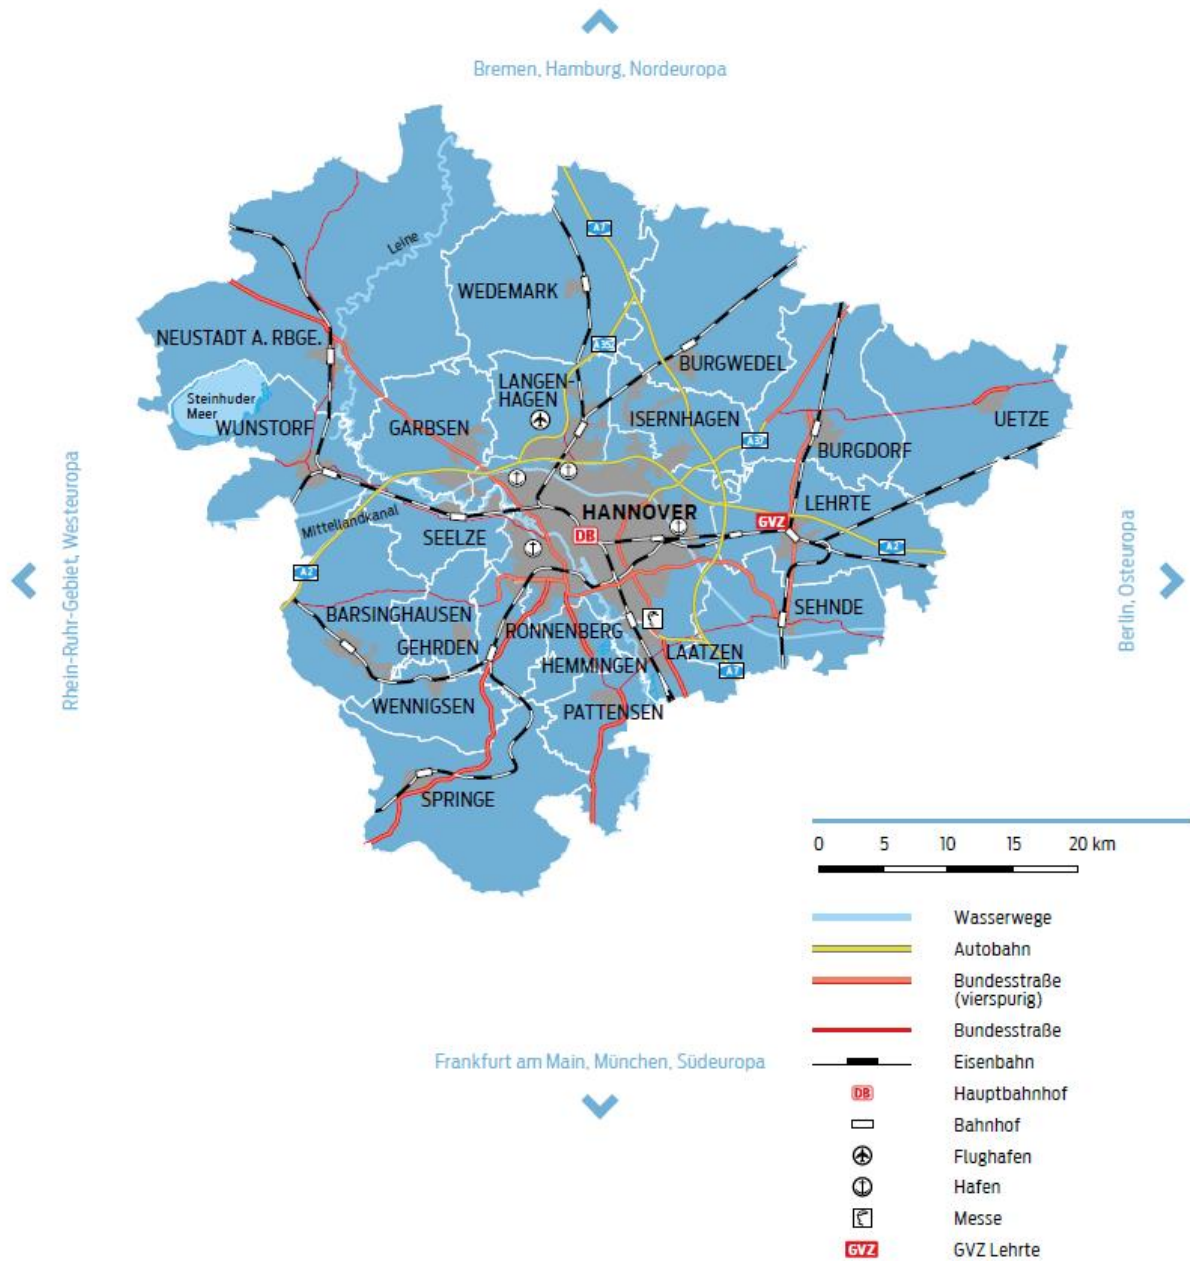 Bremen, Hamburg, Nordeuropa
A7
Leine
WEDEMARK
NEUSTADT A. RBGE.
A352
BURGWEDEL
LANGEN-
HAGEN
Steinhuder
Meer
WUNSTORF
GARBSEN
ISERNHAGEN
UETZE
A37
BURGDORF
LEHRTE
Mittellandkanal
HANNOVER
GVZ
SEELZE
DB
A2
A2
Rhein-Ruhr-Gebiet, Westeuropa
Berlin, Osteuropa
BARSINGHAUSEN
SEHNDE
GEHRDEN
RONNENBERG
HEMMINGEN
LAATZEN
A7
WENNIGSEN
PATTENSEN
SPRINGE
0 5 10 15 20 km
Wasserwege
Autobahn
Bundesstraße
(vierspurig)
Bundesstraße
Eisenbahn
DB Hauptbahnhof
Bahnhof
Flughafen
Hafen
Messe
GVZ GVZ Lehrte
Frankfurt am Main, München, Südeuropa